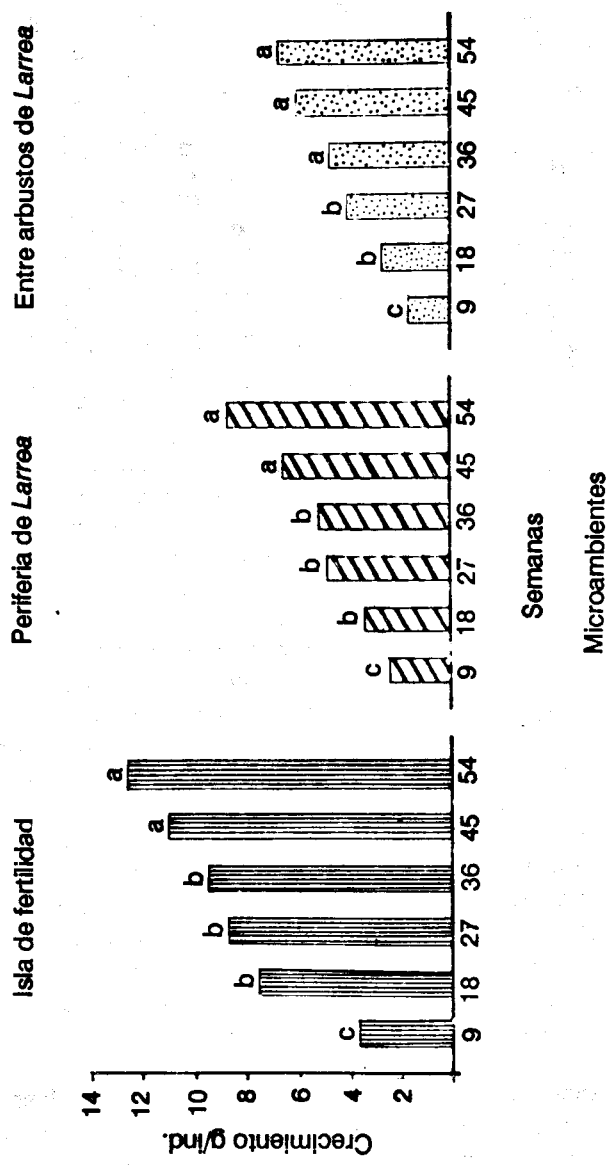 Isla de fertilidad
Periferia de Larrea
Entre arbustos de Larrea
Crecimiento g/ind.
14
12
10
8
6
4
2
c b b b a a
c b b b a a
c b b a a a
9 18 27 36 45 54
9 18 27 36 45 54
9 18 27 36 45 54
Semanas
Microambientes